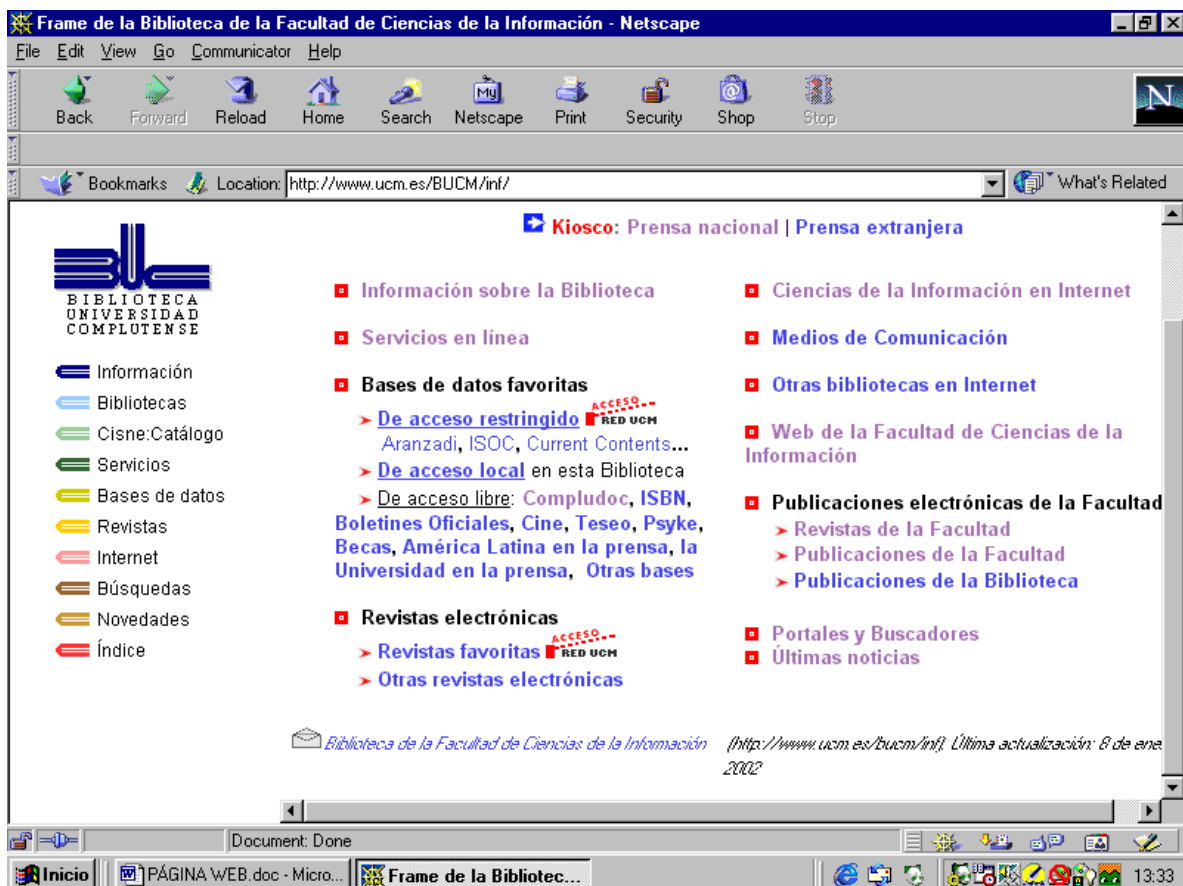 Frame de la Biblioteca de la Facultad de Ciencias de la Información - Netscape
File Edit View Go Communicator Help
Back Forward Reload Home Search My Netscape Print Security Shop Stop
N
Bookmarks Location: http://www.ucm.es/BUCM/inf/ What's Related
Kiosco: Prensa nacional | Prensa extranjera
BIBLIOTECA
UNIVERSIDAD
COMPLUTENSE
Información
Bibliotecas
Cisne:Catálogo
Servicios
Bases de datos
Revistas
Internet
Búsquedas
Novedades
Índice
Información sobre la Biblioteca
Servicios en línea
Bases de datos favoritas
De acceso restringido ACCESO RED UCM
Aranzadi, ISOC, Current Contents...
De acceso local en esta Biblioteca
De acceso libre: Compludoc, ISBN,
Boletines Oficiales, Cine, Teseo, Psyke,
Becas, América Latina en la prensa, la
Universidad en la prensa, Otras bases
Revistas electrónicas
Revistas favoritas ACCESO RED UCM
Otras revistas electrónicas
Ciencias de la Información en Internet
Medios de Comunicación
Otras bibliotecas en Internet
Web de la Facultad de Ciencias de la
Información
Publicaciones electrónicas de la Facultad
Revistas de la Facultad
Publicaciones de la Facultad
Publicaciones de la Biblioteca
Portales y Buscadores
Últimas noticias
Biblioteca de la Facultad de Ciencias de la Información (http://www.ucm.es/bucm/inf). Última actualización: 8 de ene
2002
Document: Done
Inicio PÁGINA WEB.doc - Micro... Frame de la Bibliotec... 13:33